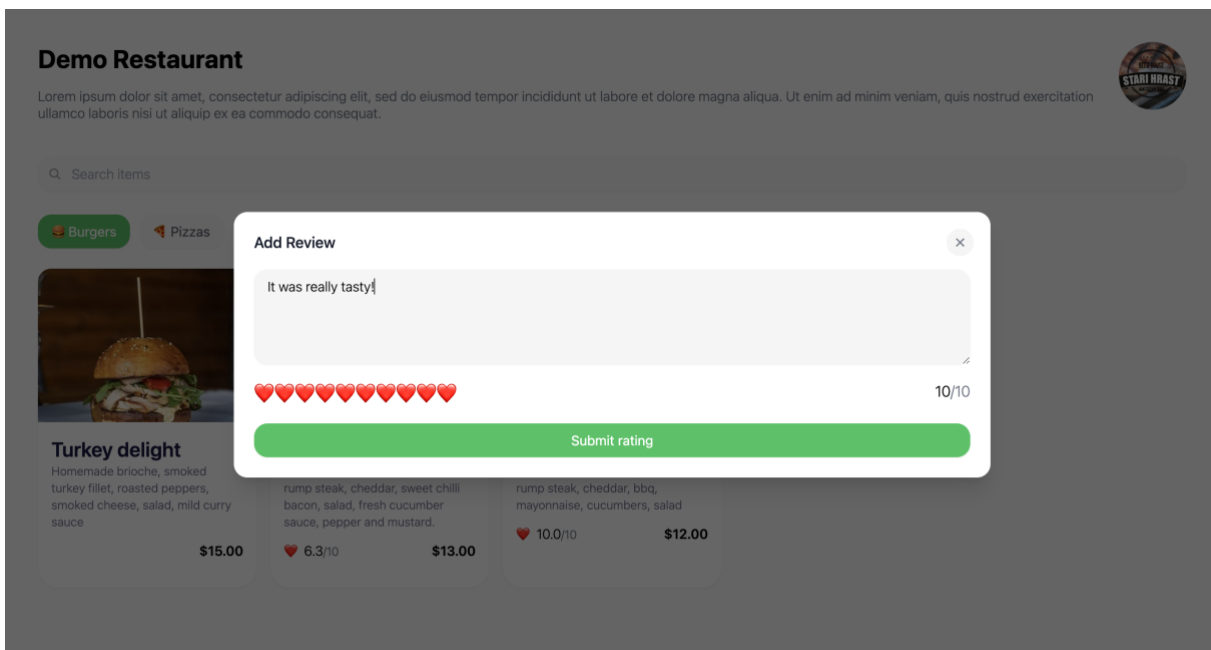 Demo Restaurant
Lorem ipsum dolor sit amet, consectetur adipiscing elit, sed do eiusmod tempor incididunt ut labore et dolore magna aliqua. Ut enim ad minim veniam, quis nostrud exercitation
ullamco laboris nisi ut aliquip ex ea commodo consequat.
STARI HRAST
Search items
Burgers
Pizzas
Add Review
It was really tasty!
10/10
Submit rating
Turkey delight
Homemade brioche, smoked
turkey fillet, roasted peppers,
smoked cheese, salad, mild curry
sauce
$15.00
rump steak, cheddar, sweet chilli
bacon, salad, fresh cucumber
sauce, pepper and mustard.
6.3/10
$13.00
rump steak, cheddar, bbq,
mayonnaise, cucumbers, salad
10.0/10
$12.00